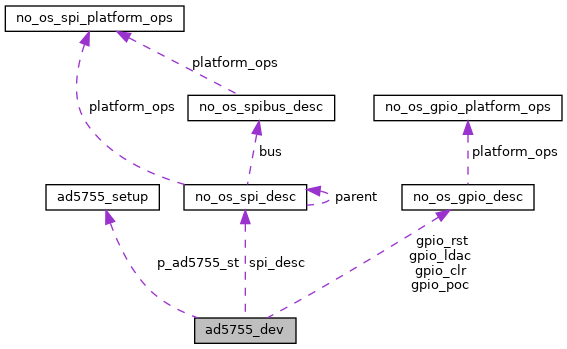 no_os_spi_platform_ops
platform_ops
platform_ops
no_os_spibus_desc
no_os_gpio_platform_ops
bus
platform_ops
ad5755_setup
no_os_spi_desc
parent
no_os_gpio_desc
p_ad5755_st
spi_desc
gpio_rst
gpio_ldac
gpio_clr
gpio_poc
ad5755_dev